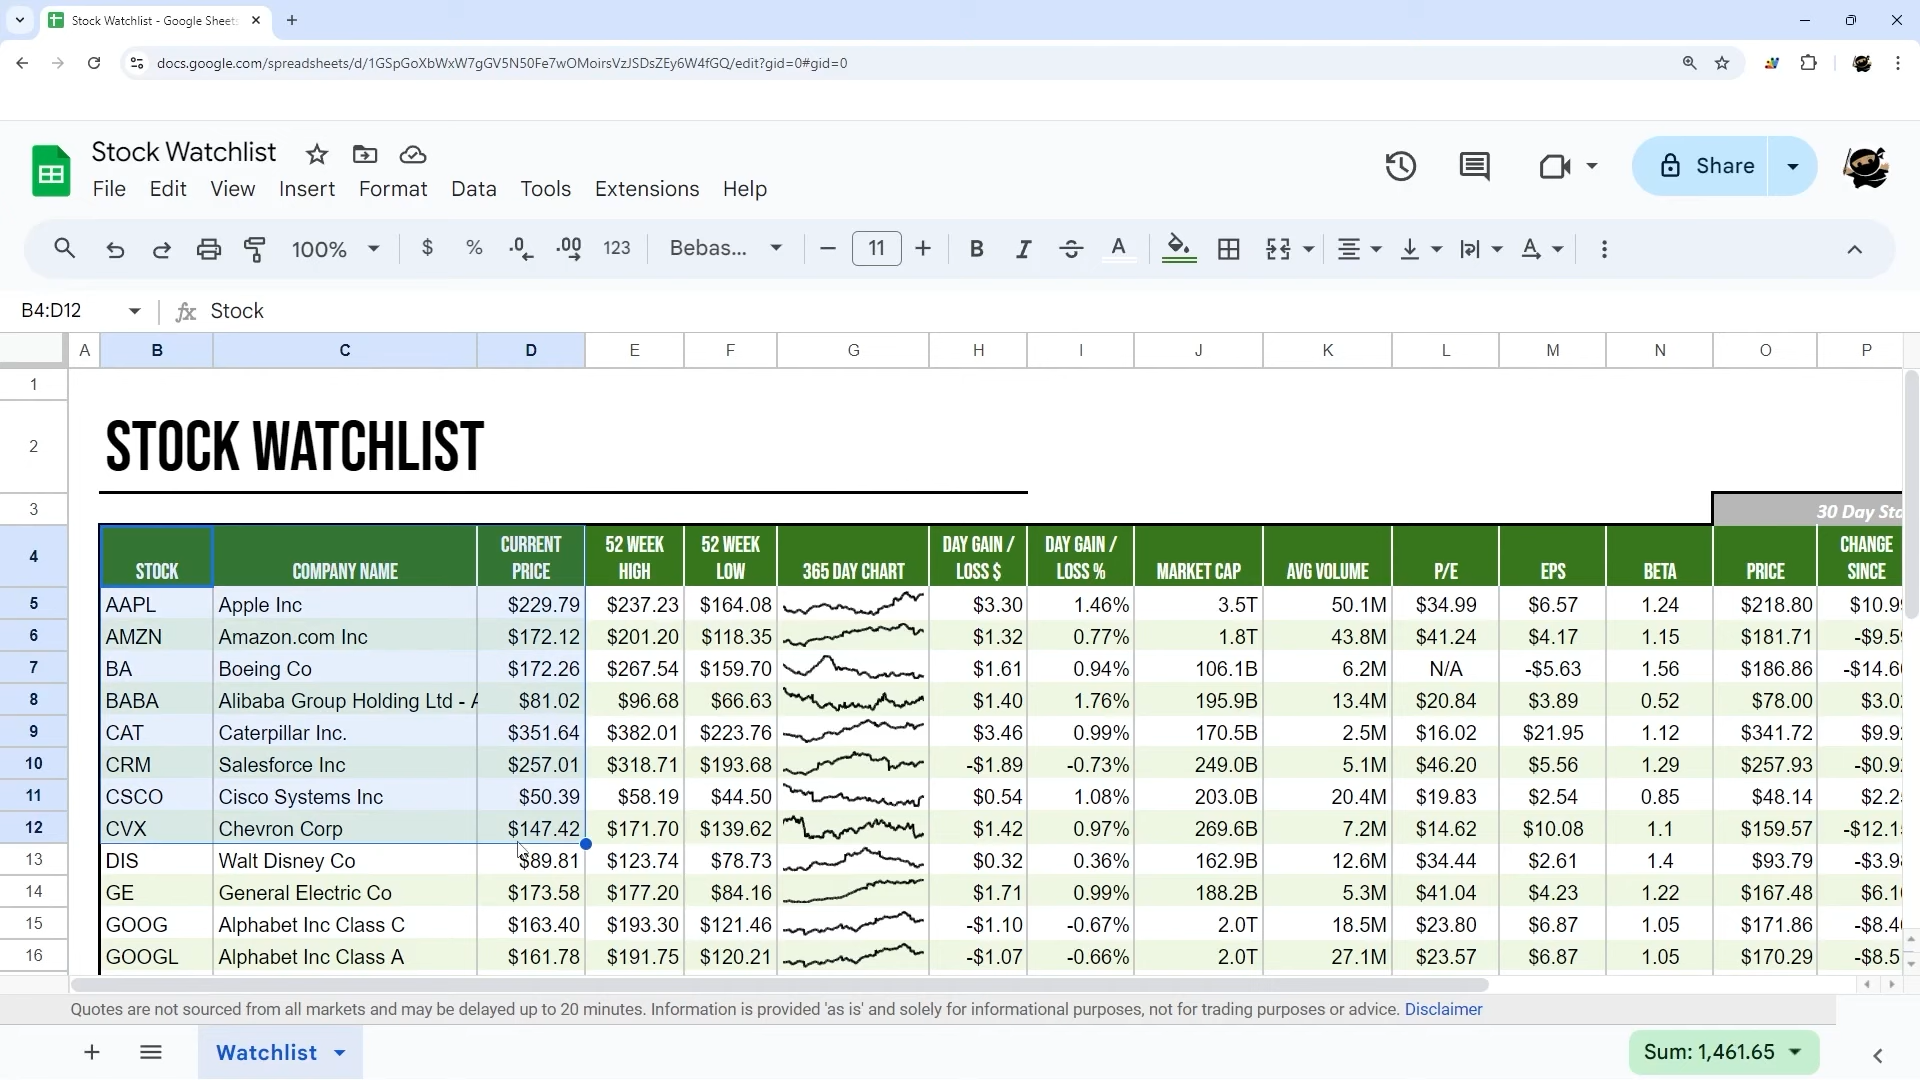 Stock Watchlist - Google Sheets
docs.google.com/spreadsheets/d/1GSpGoXbWxW7gGV5N50Fe7wOMoirsVzJSDsZEy6W4fGQ/edit?gid=0#gid=0
Stock Watchlist
File Edit View Insert Format Data Tools Extensions Help
Share
100% $ % .0 .00 123 Bebas... 11 B I A
B4:D12 fx Stock
A B C D E F G H I J K L M N O P
1
2 STOCK WATCHLIST
3 30 Day
4 STOCK COMPANY NAME CURRENT PRICE 52 WEEK HIGH 52 WEEK LOW 365 DAY CHART DAY GAIN / LOSS $ DAY GAIN / LOSS % MARKET CAP AVG VOLUME P/E EPS BETA PRICE CHANGE SINCE
5 AAPL Apple Inc $229.79 $237.23 $164.08 $3.30 1.46% 3.5T 50.1M $34.99 $6.57 1.24 $218.80 $10.9
6 AMZN Amazon.com Inc $172.12 $201.20 $118.35 $1.32 0.77% 1.8T 43.8M $41.24 $4.17 1.15 $181.71 -$9.5
7 BA Boeing Co $172.26 $267.54 $159.70 $1.61 0.94% 106.1B 6.2M N/A -$5.63 1.56 $186.86 -$14.6
8 BABA Alibaba Group Holding Ltd - A $81.02 $96.68 $66.63 $1.40 1.76% 195.9B 13.4M $20.84 $3.89 0.52 $78.00 $3.0
9 CAT Caterpillar Inc. $351.64 $382.01 $223.76 $3.46 0.99% 170.5B 2.5M $16.02 $21.95 1.12 $341.72 $9.9
10 CRM Salesforce Inc $257.01 $318.71 $193.68 -$1.89 -0.73% 249.0B 5.1M $46.20 $5.56 1.29 $257.93 -$0.9
11 CSCO Cisco Systems Inc $50.39 $58.19 $44.50 $0.54 1.08% 203.0B 20.4M $19.83 $2.54 0.85 $48.14 $2.2
12 CVX Chevron Corp $147.42 $171.70 $139.62 $1.42 0.97% 269.6B 7.2M $14.62 $10.08 1.1 $159.57 -$12.1
13 DIS Walt Disney Co $89.81 $123.74 $78.73 $0.32 0.36% 162.9B 12.6M $34.44 $2.61 1.4 $93.79 -$3.9
14 GE General Electric Co $173.58 $177.20 $84.16 $1.71 0.99% 188.2B 5.3M $41.04 $4.23 1.22 $167.48 $6.1
15 GOOG Alphabet Inc Class C $163.40 $193.30 $121.46 -$1.10 -0.67% 2.0T 18.5M $23.80 $6.87 1.05 $171.86 -$8.4
16 GOOGL Alphabet Inc Class A $161.78 $191.75 $120.21 -$1.07 -0.66% 2.0T 27.1M $23.57 $6.87 1.05 $170.29 -$8.5
Quotes are not sourced from all markets and may be delayed up to 20 minutes. Information is provided 'as is' and solely for informational purposes, not for trading purposes or advice. Disclaimer
Watchlist
Sum: 1,461.65